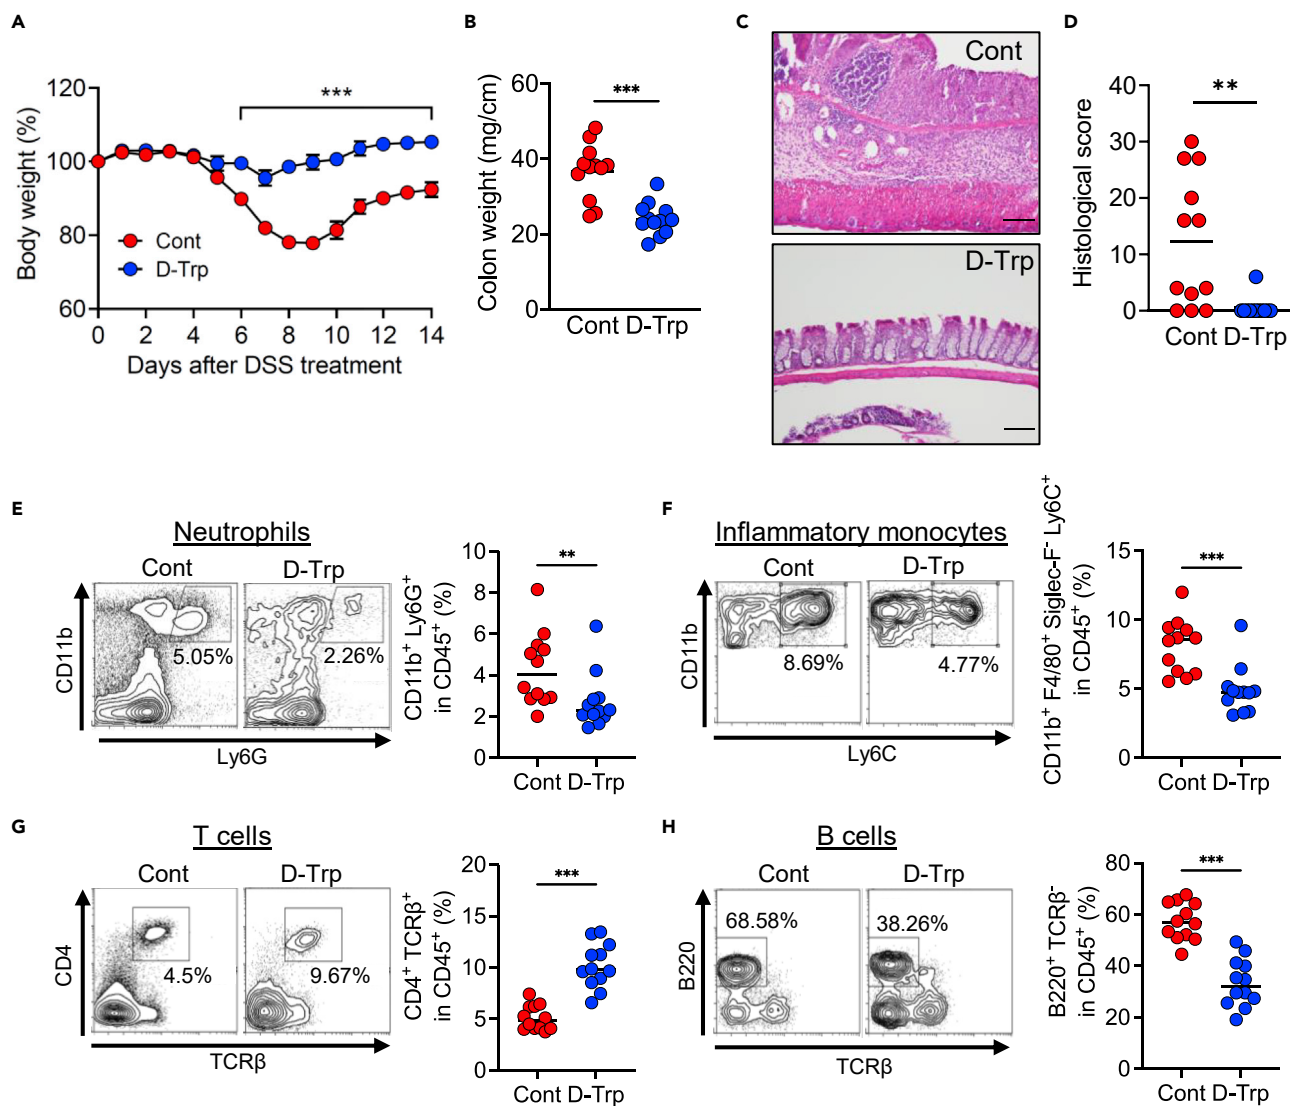 A
Body weight (%)
120
100
80
60
***
Cont
D-Trp
0 2 4 6 8 10 12 14
Days after DSS treatment
B
Colon weight (mg/cm)
60
40
20
0
***
Cont D-Trp
C
Cont
D-Trp
D
Histological score
40
30
20
10
0
**
Cont D-Trp
E
Neutrophils
Cont D-Trp
5.05% 2.26%
CD11b
Ly6G
CD11b⁺ Ly6G⁺
in CD45⁺ (%)
10
8
6
4
2
0
**
Cont D-Trp
F
Inflammatory monocytes
Cont D-Trp
8.69% 4.77%
CD11b
Ly6C
CD11b⁺ F4/80⁺ Siglec-F⁻ Ly6C⁺
in CD45⁺ (%)
15
10
5
0
***
Cont D-Trp
G
T cells
Cont D-Trp
4.5% 9.67%
CD4
TCRβ
CD4⁺ TCRβ⁺
in CD45⁺ (%)
20
15
10
5
0
***
Cont D-Trp
H
B cells
Cont D-Trp
68.58% 38.26%
B220
TCRβ
B220⁺ TCRβ⁻
in CD45⁺ (%)
80
60
40
20
0
***
Cont D-Trp